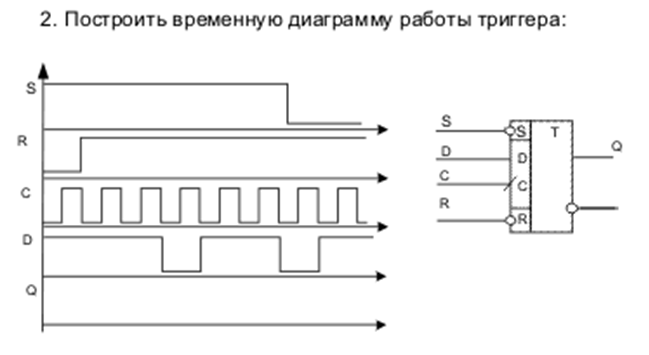 2. Построить временную диаграмму работы триггера:
S
R
C
D
Q
S S T
D D Q
C C
R R